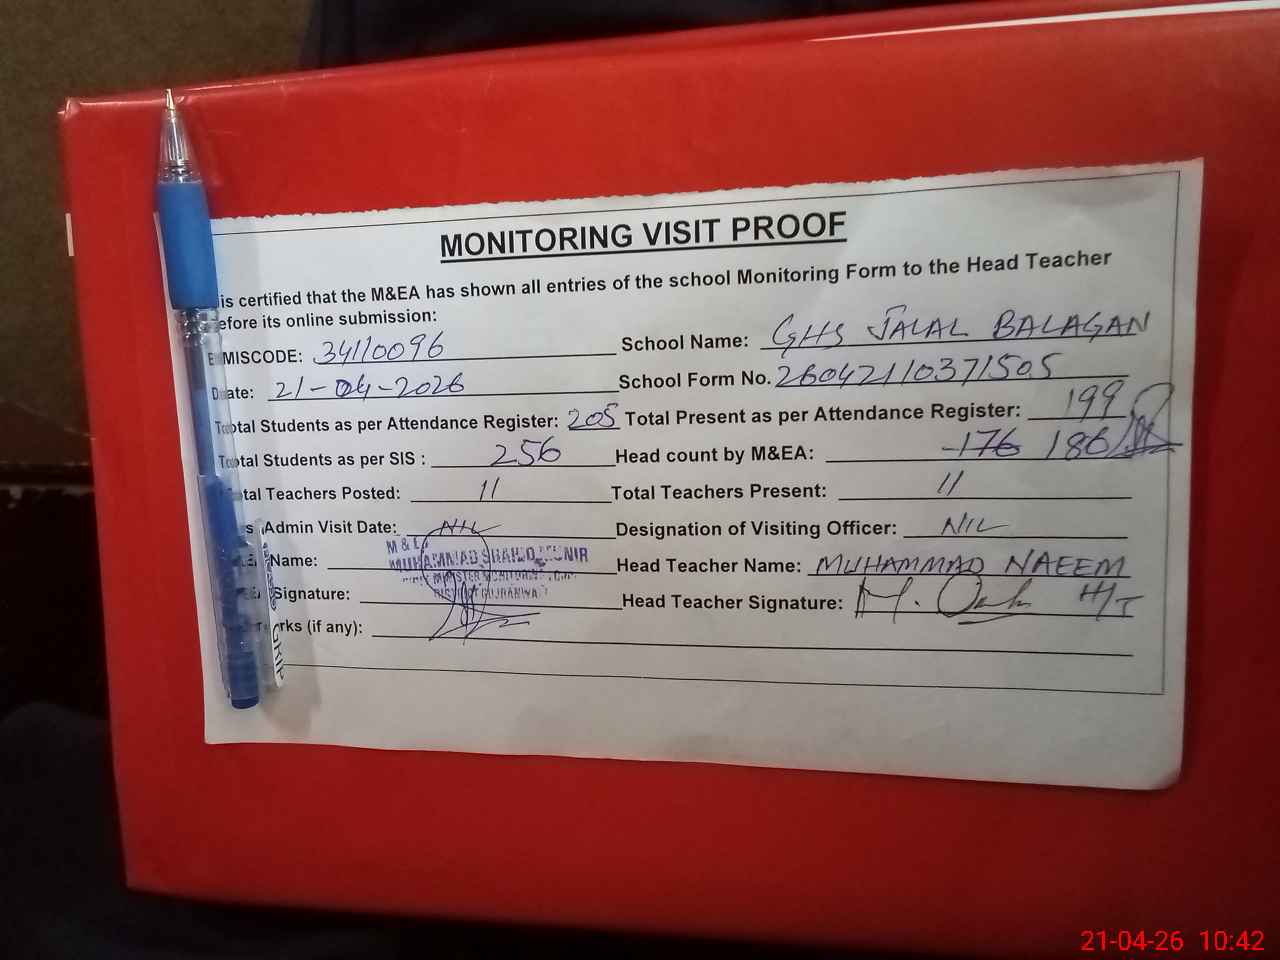 MONITORING VISIT PROOF
is certified that the M&EA has shown all entries of the school Monitoring Form to the Head Teacher
efore its online submission:
EMISCODE: 34110096 School Name: GHS JALAL BALAGAN
Date: 21-04-2026 School Form No. 26042110371505
Total Students as per Attendance Register: 205 Total Present as per Attendance Register: 199
Total Students as per SIS : 256 Head count by M&EA: 176 186
tal Teachers Posted: 11 Total Teachers Present: 11
s Admin Visit Date: NIL Designation of Visiting Officer: NIL
Name: Head Teacher Name: MUHAMMAD NAEEM
M & E
MUHAMMAD SHAHID MUNIR
Signature: Head Teacher Signature: H/T
rks (if any):
GRIP
21-04-26 10:42